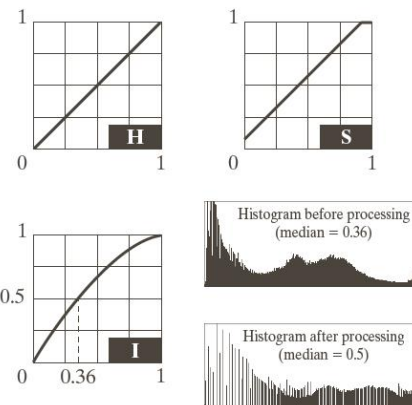 1
H
0
1
1
S
0
1
1
0.5
I
0
0.36
1
Histogram before processing
(median = 0.36)
Histogram after processing
(median = 0.5)